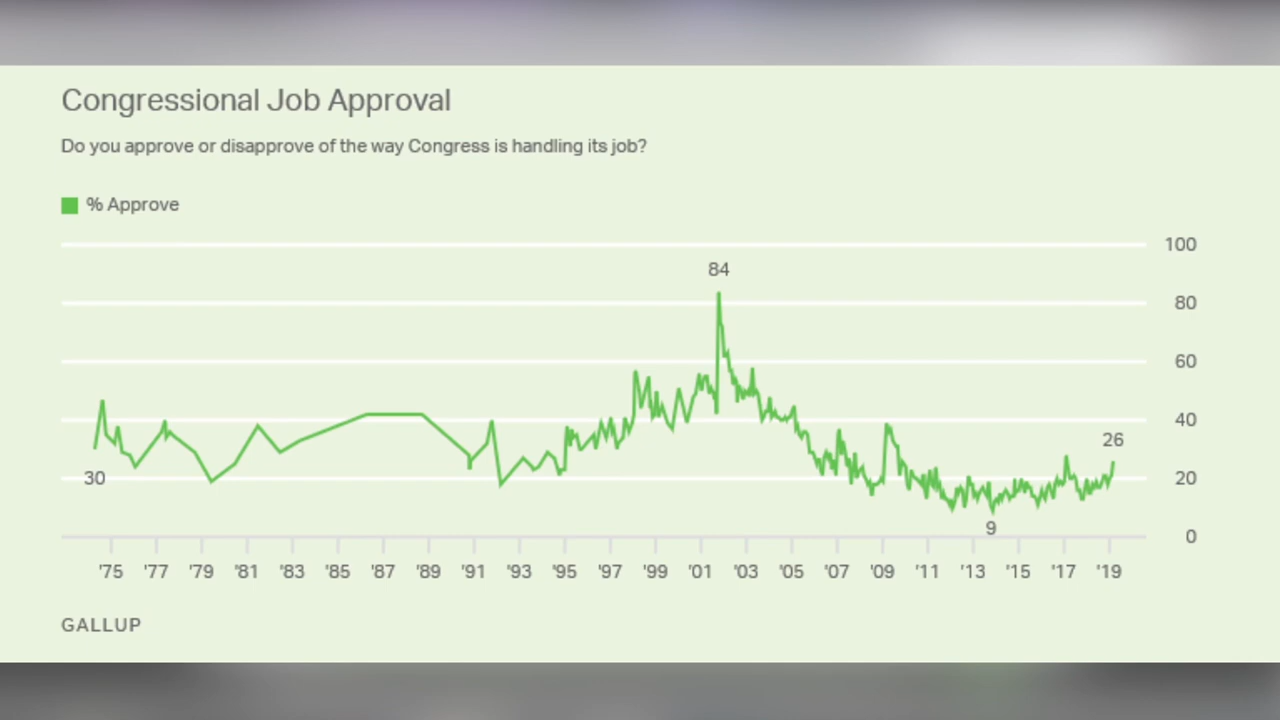 Congressional Job Approval
Do you approve or disapprove of the way Congress is handling its job?
% Approve
100
84
80
60
40
26
30
20
9
0
'75 '77 '79 '81 '83 '85 '87 '89 '91 '93 '95 '97 '99 '01 '03 '05 '07 '09 '11 '13 '15 '17 '19
GALLUP